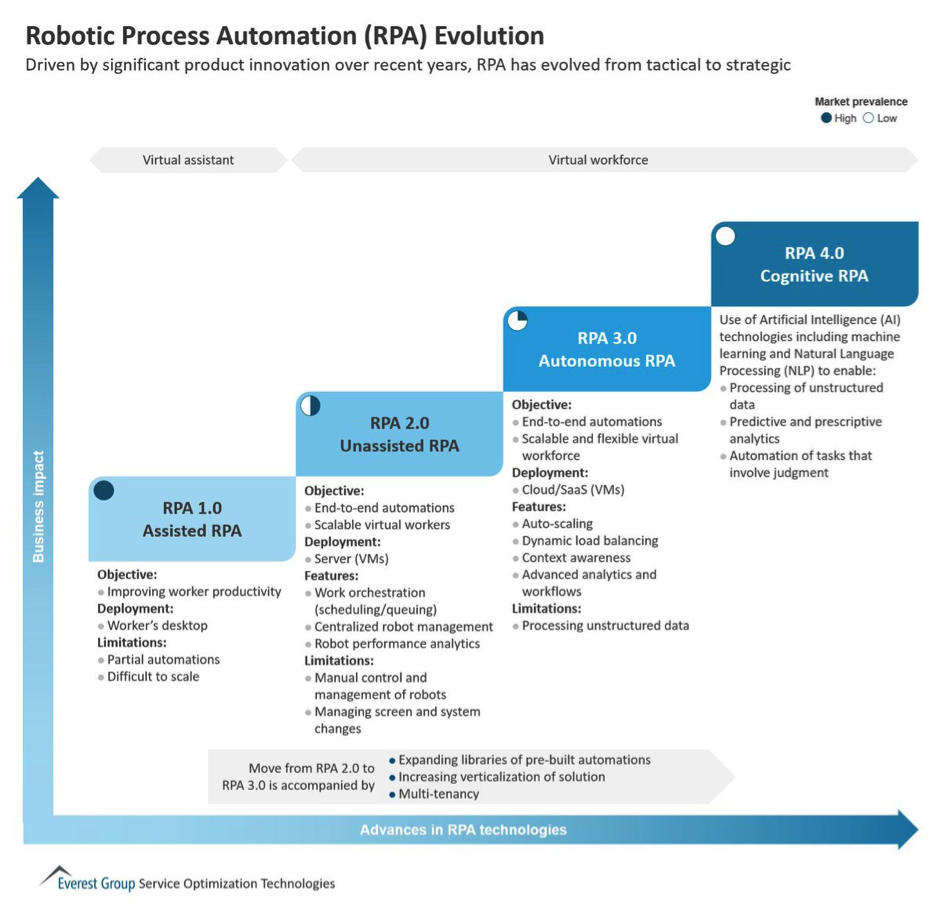 Robotic Process Automation (RPA) Evolution
Driven by significant product innovation over recent years, RPA has evolved from tactical to strategic
Market prevalence
High Low
Virtual assistant
Virtual workforce
Business impact
RPA 1.0
Assisted RPA
Objective:
Improving worker productivity
Deployment:
Worker's desktop
Limitations:
Partial automations
Difficult to scale
RPA 2.0
Unassisted RPA
Objective:
End-to-end automations
Scalable virtual workers
Deployment:
Server (VMs)
Features:
Work orchestration
(scheduling/queuing)
Centralized robot management
Robot performance analytics
Limitations:
Manual control and
management of robots
Managing screen and system
changes
RPA 3.0
Autonomous RPA
Objective:
End-to-end automations
Scalable and flexible virtual
workforce
Deployment:
Cloud/SaaS (VMs)
Features:
Auto-scaling
Dynamic load balancing
Context awareness
Advanced analytics and
workflows
Limitations:
Processing unstructured data
RPA 4.0
Cognitive RPA
Use of Artificial Intelligence (AI)
technologies including machine
learning and Natural Language
Processing (NLP) to enable:
Processing of unstructured
data
Predictive and prescriptive
analytics
Automation of tasks that
involve judgment
Move from RPA 2.0 to
RPA 3.0 is accompanied by
Expanding libraries of pre-built automations
Increasing verticalization of solution
Multi-tenancy
Advances in RPA technologies
Everest Group Service Optimization Technologies